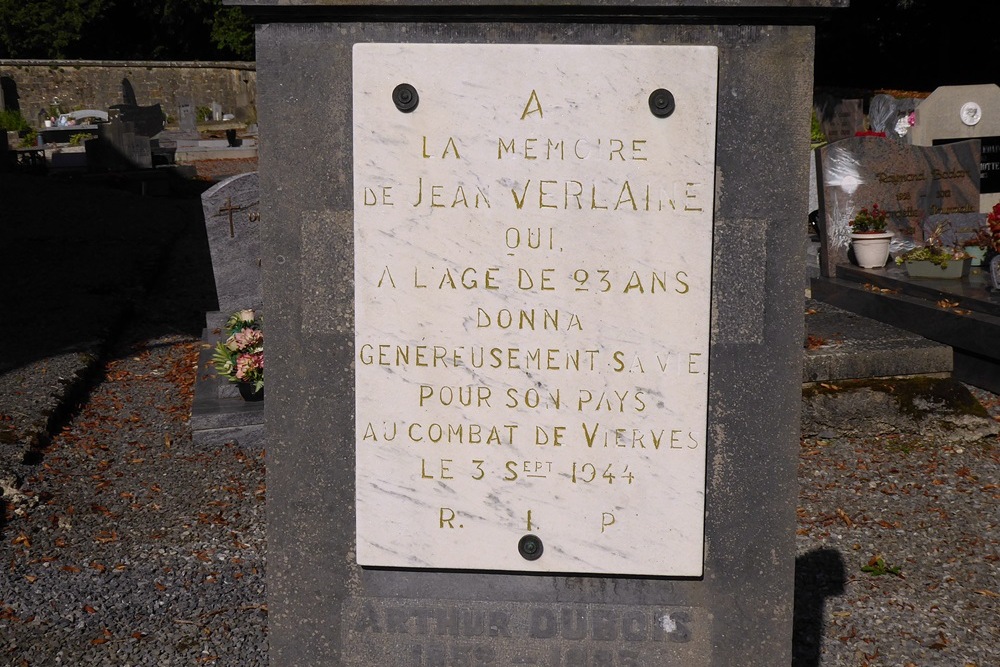 A
LA MEMOIRE
DE JEAN VERLAINE
QUI,
A L'AGE DE 23 ANS
DONNA
GENÉREUSEMENT SA VIE
POUR SON PAYS
AU COMBAT DE VIERVES
LE 3 SEPT 1944
R. I. P
ARTHUR DUBOIS